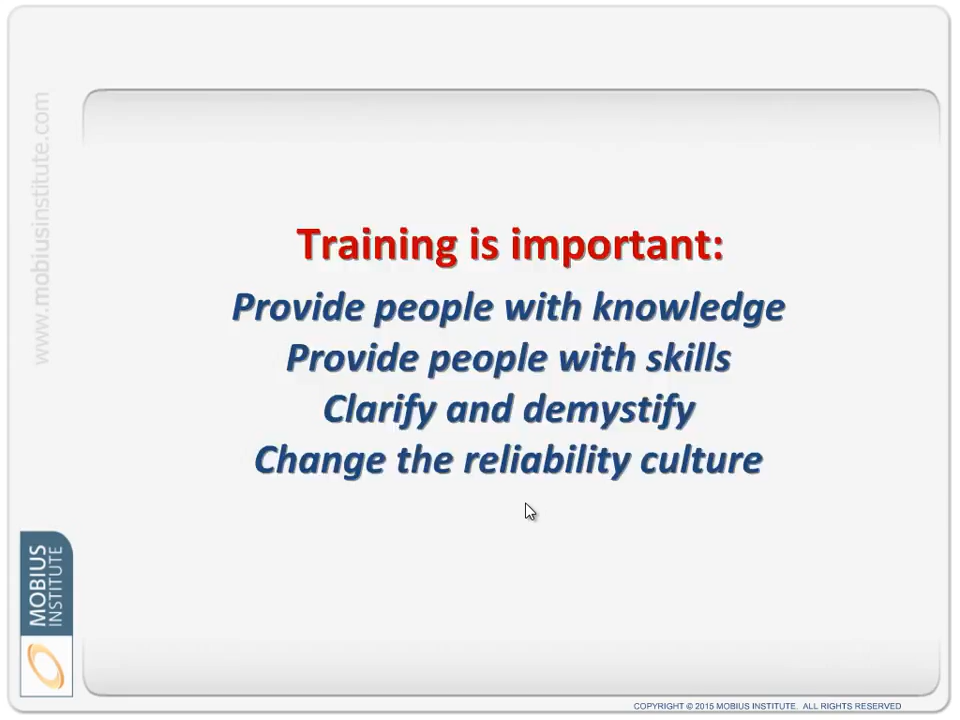 www.mobiusinstitute.com
Training is important:
Provide people with knowledge
Provide people with skills
Clarify and demystify
Change the reliability culture
MOBIUS
INSTITUTE
COPYRIGHT © 2015 MOBIUS INSTITUTE. ALL RIGHTS RESERVED